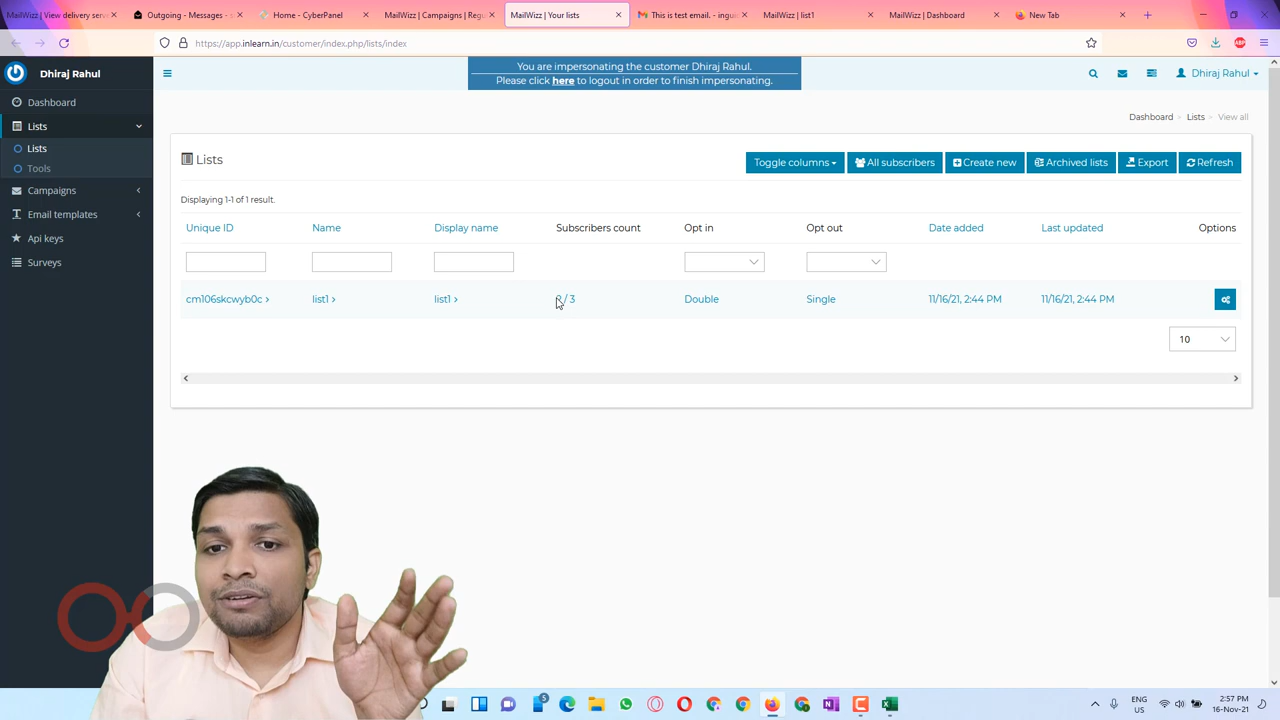 MailWizz | View delivery serve
Outgoing - Messages - s
Home - CyberPanel
MailWizz | Campaigns | Regu
MailWizz | Your lists
This is test email. - ingui
MailWizz | list1
MailWizz | Dashboard
New Tab
https://app.inlearn.in/customer/index.php/lists/index
ABP
Dhiraj Rahul
You are impersonating the customer Dhiraj Rahul.
Please click here to logout in order to finish impersonating.
Dhiraj Rahul
Dashboard
Lists
Lists
Tools
Campaigns
Email templates
Api keys
Surveys
Dashboard Lists View all
Lists
Toggle columns All subscribers Create new Archived lists Export Refresh
Displaying 1-1 of 1 result.
Unique ID Name Display name Subscribers count Opt in Opt out Date added Last updated Options
cm106skcwyb0c list1 list1 / 3 Double Single 11/16/21, 2:44 PM 11/16/21, 2:44 PM
10
5
ENG
US
2:57 PM
16-Nov-21